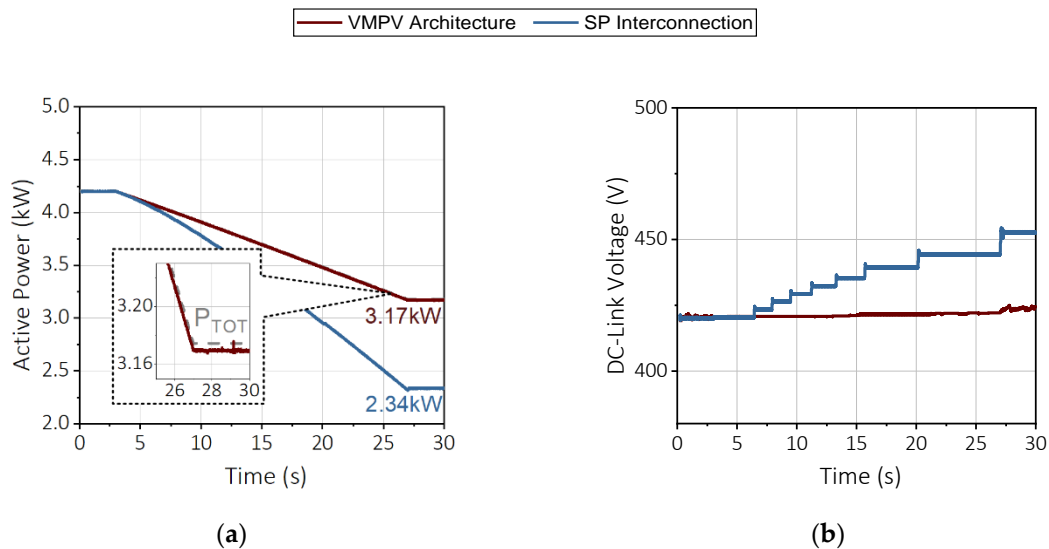 VMPV Architecture SP Interconnection
Active Power (kW)
5.0
4.5
4.0
3.5
3.0
2.5
2.0
0 5 10 15 20 25 30
Time (s)
3.20
3.16
26 28 30
P_TOT
3.17kW
2.34kW
(a)
DC-Link Voltage (V)
500
450
400
0 5 10 15 20 25 30
Time (s)
(b)